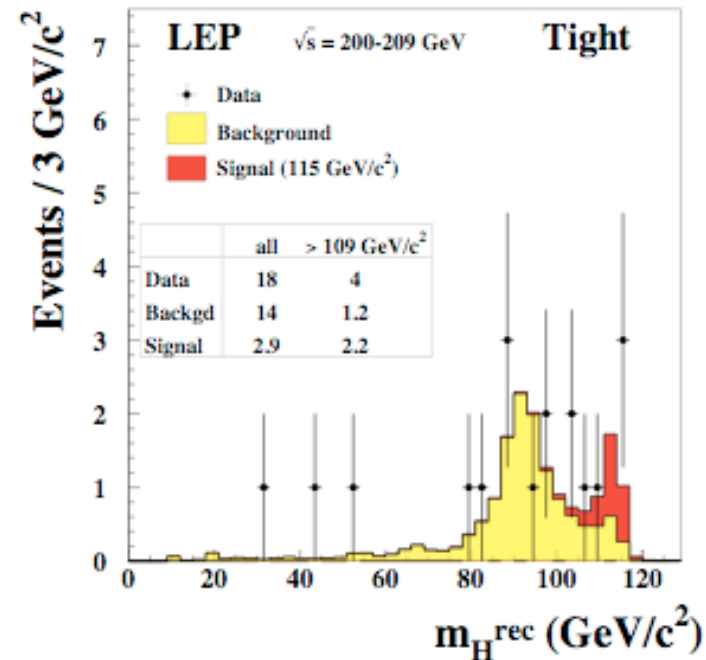 LEP √s = 200-209 GeV Tight
Data
Background
Signal (115 GeV/c²)
all > 109 GeV/c²
Data 18 4
Backgd 14 1.2
Signal 2.9 2.2
Events / 3 GeV/c²
7
6
5
4
3
2
1
0
0 20 40 60 80 100 120
m_H^rec (GeV/c²)